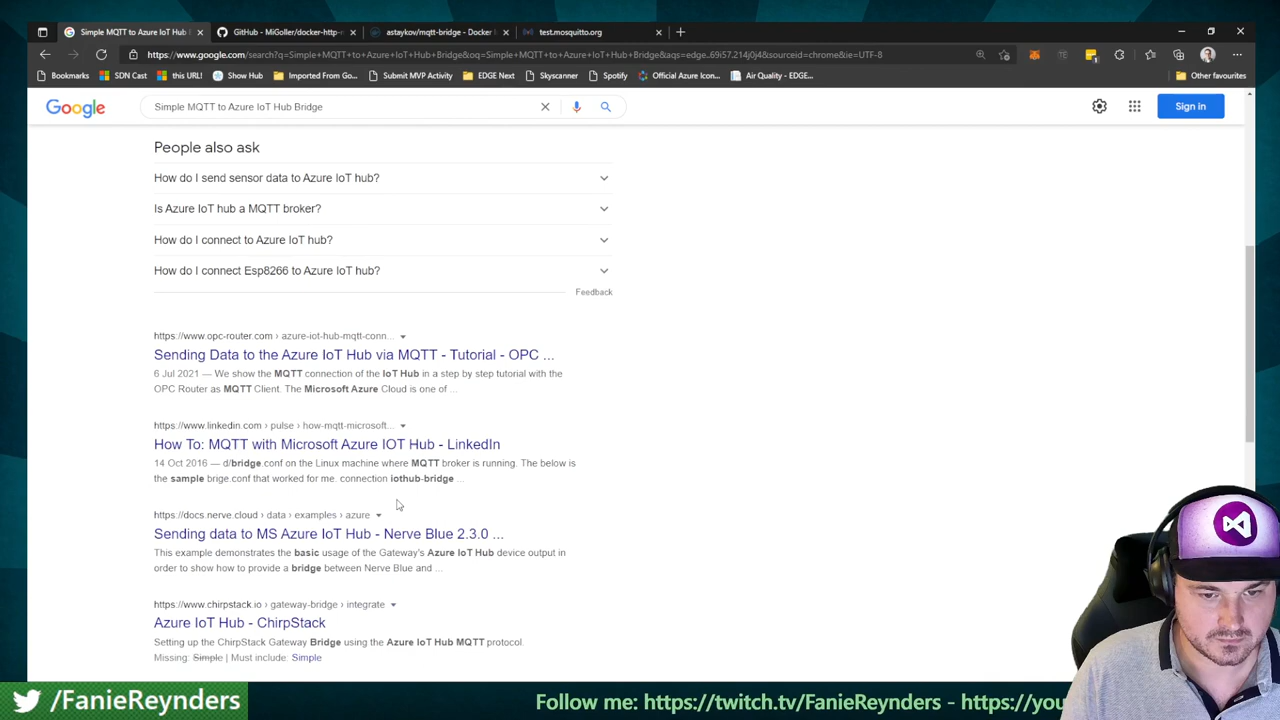 Simple MQTT to Azure IoT Hub
GitHub - MiGoller/docker-http-n
astaykov/mqtt-bridge - Docker I
test.mosquitto.org
https://www.google.com/search?q=Simple+MQTT+to+Azure+IoT+Hub+Bridge&oq=Simple+MQTT+to+Azure+IoT+Hub+Bridge&aqs=edge..69i57.214j0j4&sourceid=chrome&ie=UTF-8
Bookmarks
SDN Cast
this URL!
Show Hub
Imported From Go...
Submit MVP Activity
EDGE Next
Skyscanner
Spotify
Official Azure Icon...
Air Quality - EDGE...
Other favourites
Google
Simple MQTT to Azure IoT Hub Bridge
Sign in
People also ask
How do I send sensor data to Azure IoT hub?
Is Azure IoT hub a MQTT broker?
How do I connect to Azure IoT hub?
How do I connect Esp8266 to Azure IoT hub?
Feedback
https://www.opc-router.com › azure-iot-hub-mqtt-conn...
Sending Data to the Azure IoT Hub via MQTT - Tutorial - OPC ...
6 Jul 2021 — We show the MQTT connection of the IoT Hub in a step by step tutorial with the
OPC Router as MQTT Client. The Microsoft Azure Cloud is one of ...
https://www.linkedin.com › pulse › how-mqtt-microsoft...
How To: MQTT with Microsoft Azure IOT Hub - LinkedIn
14 Oct 2016 — d/bridge.conf on the Linux machine where MQTT broker is running. The below is
the sample brige.conf that worked for me. connection iothub-bridge ...
https://docs.nerve.cloud › data › examples › azure
Sending data to MS Azure IoT Hub - Nerve Blue 2.3.0 ...
This example demonstrates the basic usage of the Gateway's Azure IoT Hub device output in
order to show how to provide a bridge between Nerve Blue and ...
https://www.chirpstack.io › gateway-bridge › integrate
Azure IoT Hub - ChirpStack
Setting up the ChirpStack Gateway Bridge using the Azure IoT Hub MQTT protocol.
Missing: Simple | Must include: Simple
/FanieReynders
Follow me: https://twitch.tv/FanieReynders - https://you